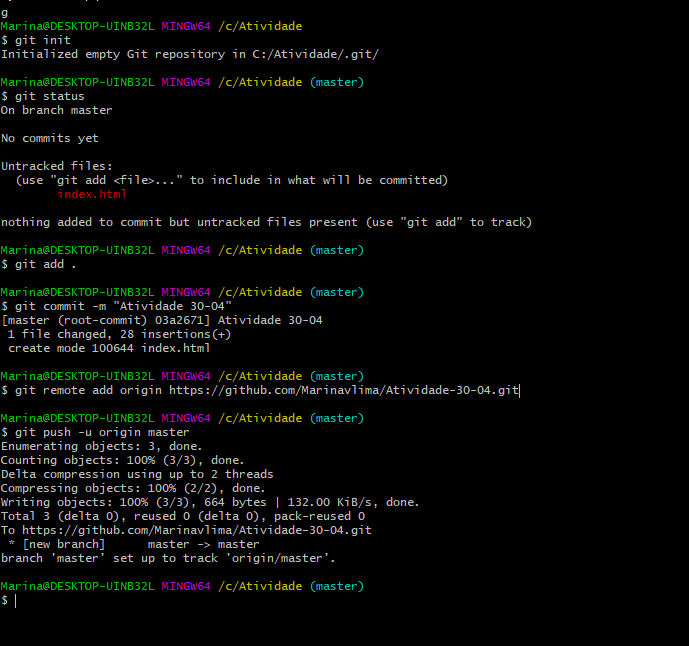 g
Marina@DESKTOP-UINB32L MINGW64 /c/Atividade
$ git init
Initialized empty Git repository in C:/Atividade/.git/
Marina@DESKTOP-UINB32L MINGW64 /c/Atividade (master)
$ git status
On branch master
No commits yet
Untracked files:
  (use "git add <file>..." to include in what will be committed)
        index.html
nothing added to commit but untracked files present (use "git add" to track)
Marina@DESKTOP-UINB32L MINGW64 /c/Atividade (master)
$ git add .
Marina@DESKTOP-UINB32L MINGW64 /c/Atividade (master)
$ git commit -m "Atividade 30-04"
[master (root-commit) 03a2671] Atividade 30-04
 1 file changed, 28 insertions(+)
 create mode 100644 index.html
Marina@DESKTOP-UINB32L MINGW64 /c/Atividade (master)
$ git remote add origin https://github.com/Marinavlima/Atividade-30-04.git
Marina@DESKTOP-UINB32L MINGW64 /c/Atividade (master)
$ git push -u origin master
Enumerating objects: 3, done.
Counting objects: 100% (3/3), done.
Delta compression using up to 2 threads
Compressing objects: 100% (2/2), done.
Writing objects: 100% (3/3), 664 bytes | 132.00 KiB/s, done.
Total 3 (delta 0), reused 0 (delta 0), pack-reused 0
To https://github.com/Marinavlima/Atividade-30-04.git
 * [new branch]      master -> master
branch 'master' set up to track 'origin/master'.
Marina@DESKTOP-UINB32L MINGW64 /c/Atividade (master)
$